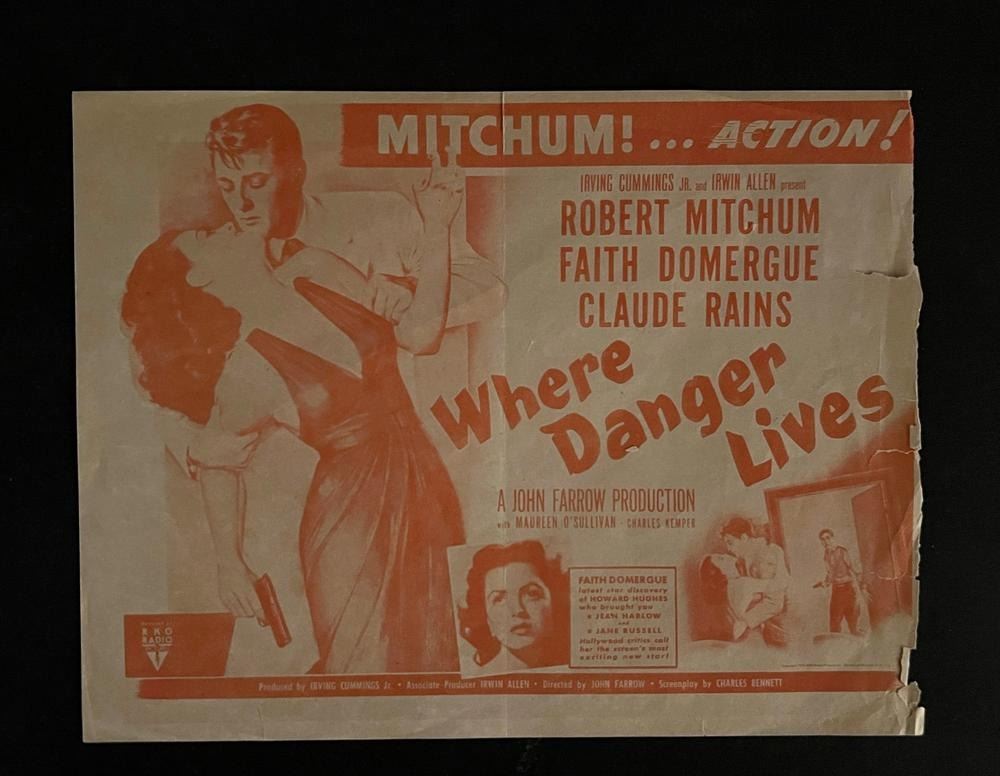 MITCHUM! ... ACTION!
IRVING CUMMINGS JR. and IRWIN ALLEN present
ROBERT MITCHUM
FAITH DOMERGUE
CLAUDE RAINS
Where
Danger
Lives
A JOHN FARROW PRODUCTION
with MAUREEN O'SULLIVAN · CHARLES KEMPER
FAITH DOMERGUE
latest star discovery
of HOWARD HUGHES
who brought you
★ JEAN HARLOW
and
★ JANE RUSSELL
Hollywood critics call
her the screen's most
exciting new star!
RKO
RADIO
Produced by IRVING CUMMINGS Jr. · Associate Producer IRWIN ALLEN · Directed by JOHN FARROW · Screenplay by CHARLES BENNETT